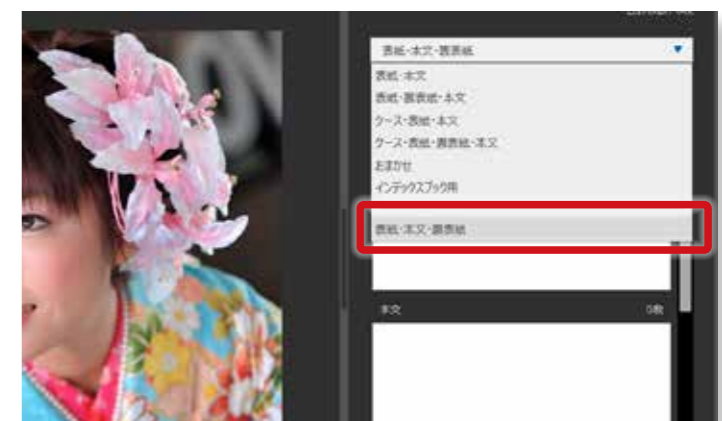 表紙・本文・裏表紙
表紙・本文
表紙・裏表紙・本文
ケース・表紙・本文
ケース・表紙・裏表紙・本文
おまかせ
インデックスブック用
表紙・本文・裏表紙
本文 0枚